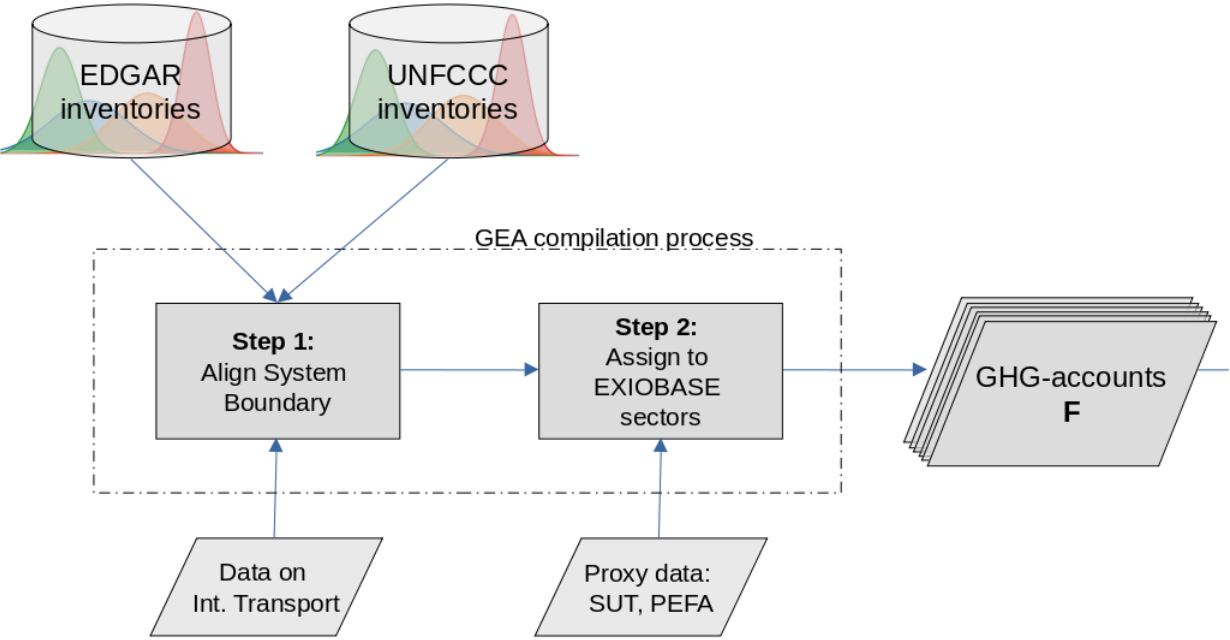 EDGAR
inventories
UNFCCC
inventories
GEA compilation process
Step 1:
Align System
Boundary
Step 2:
Assign to
EXIOBASE
sectors
GHG-accounts
F
Data on
Int. Transport
Proxy data:
SUT, PEFA